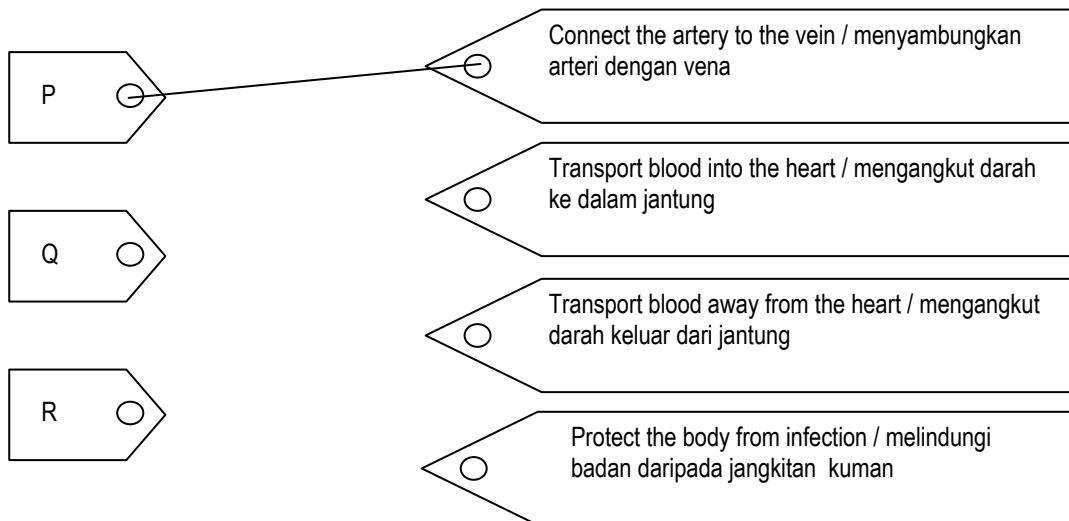 Connect the artery to the vein / menyambungkan
arteri dengan vena
P
Transport blood into the heart / mengangkut darah
ke dalam jantung
Q
Transport blood away from the heart / mengangkut
darah keluar dari jantung
R
Protect the body from infection / melindungi
badan daripada jangkitan kuman